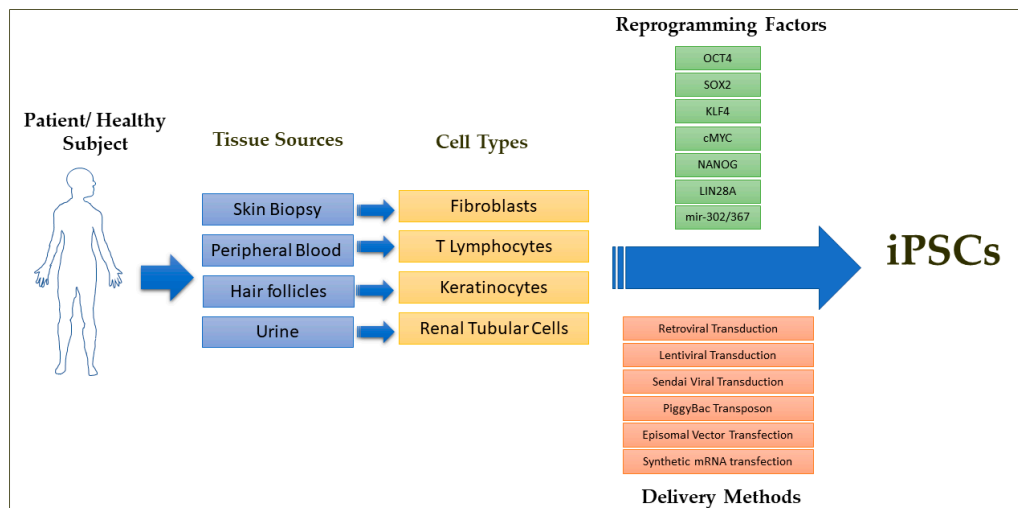 Patient/ Healthy
Subject
Tissue Sources
Skin Biopsy
Peripheral Blood
Hair follicles
Urine
Cell Types
Fibroblasts
T Lymphocytes
Keratinocytes
Renal Tubular Cells
Reprogramming Factors
OCT4
SOX2
KLF4
cMYC
NANOG
LIN28A
mir-302/367
iPSCs
Retroviral Transduction
Lentiviral Transduction
Sendai Viral Transduction
PiggyBac Transposon
Episomal Vector Transfection
Synthetic mRNA transfection
Delivery Methods